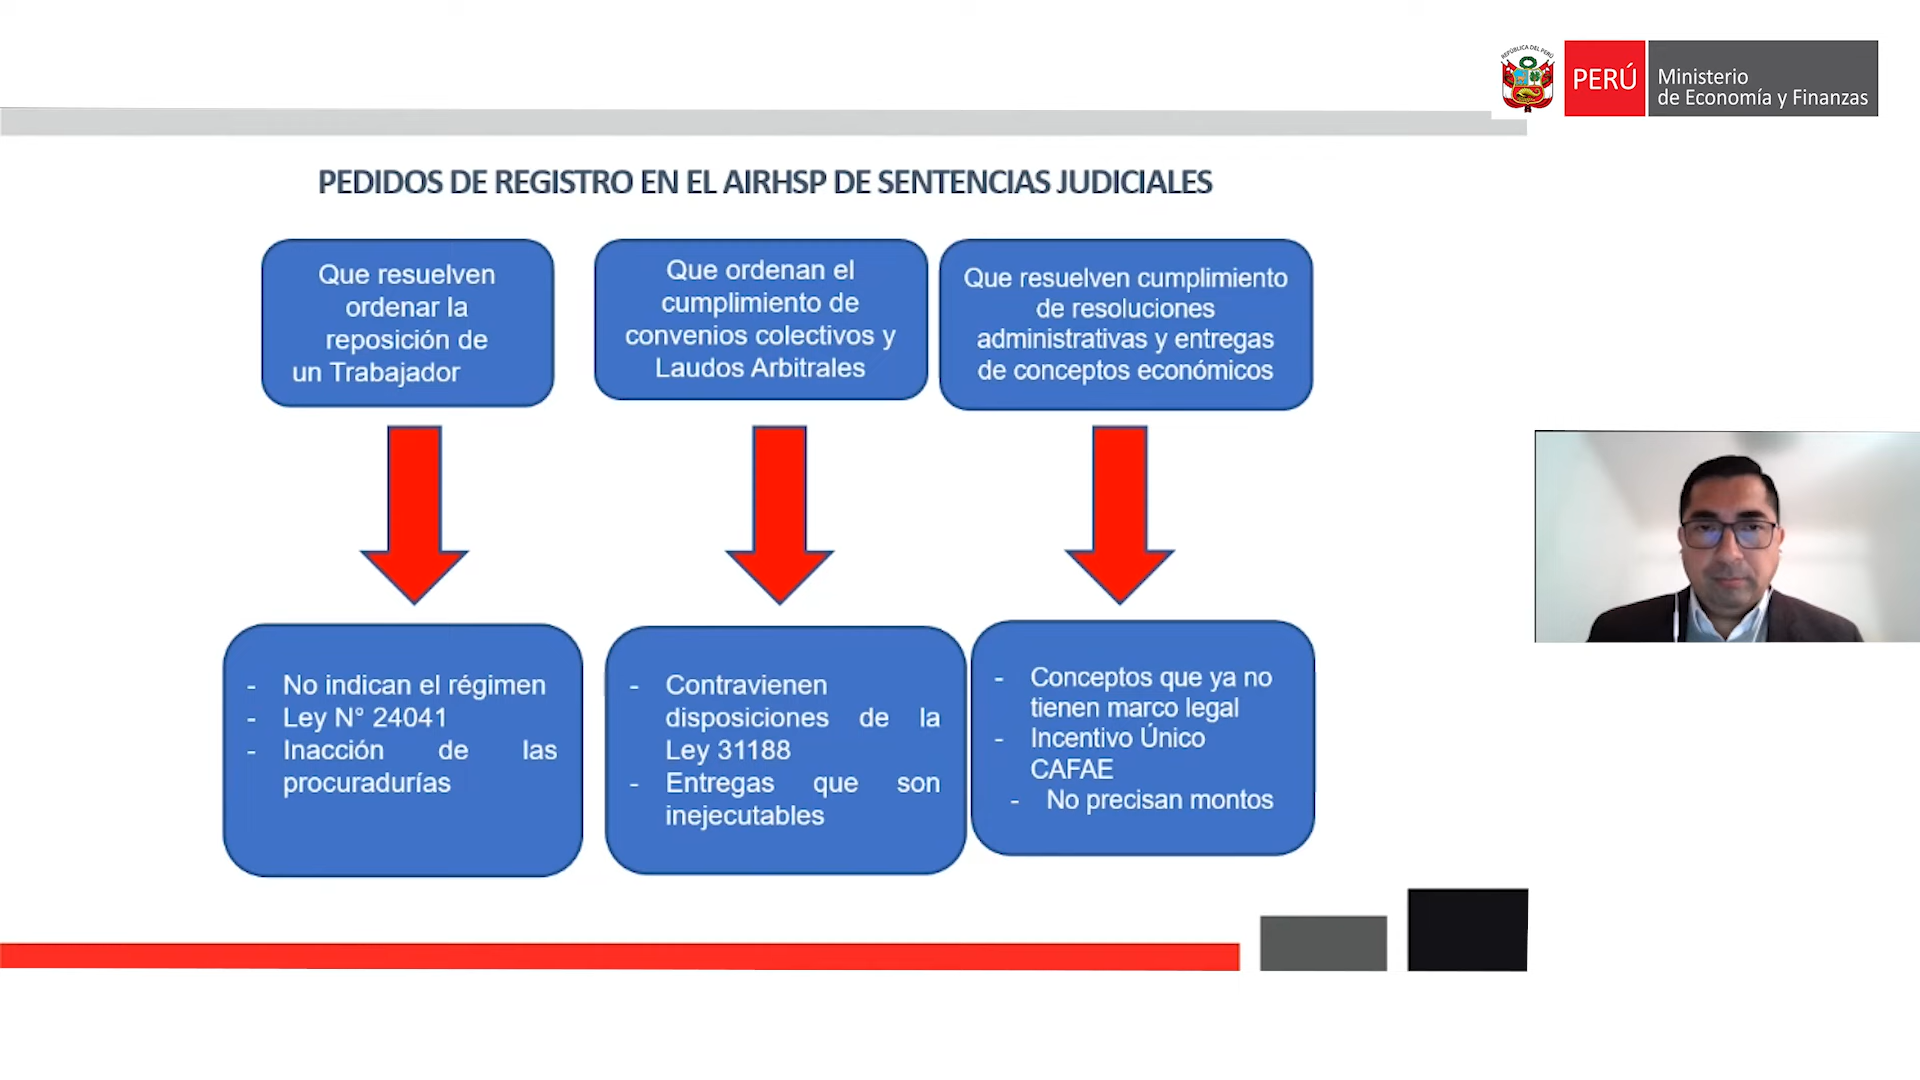 REPÚBLICA DEL PERÚ
PERÚ
Ministerio
de Economía y Finanzas
PEDIDOS DE REGISTRO EN EL AIRHSP DE SENTENCIAS JUDICIALES
Que resuelven
ordenar la
reposición de
un Trabajador
Que ordenan el
cumplimiento de
convenios colectivos y
Laudos Arbitrales
Que resuelven cumplimiento
de resoluciones
administrativas y entregas
de conceptos económicos
- No indican el régimen
- Ley N° 24041
- Inacción de las
procuradurías
- Contravienen
disposiciones de la
Ley 31188
- Entregas que son
inejecutables
- Conceptos que ya no
tienen marco legal
- Incentivo Único
CAFAE
- No precisan montos